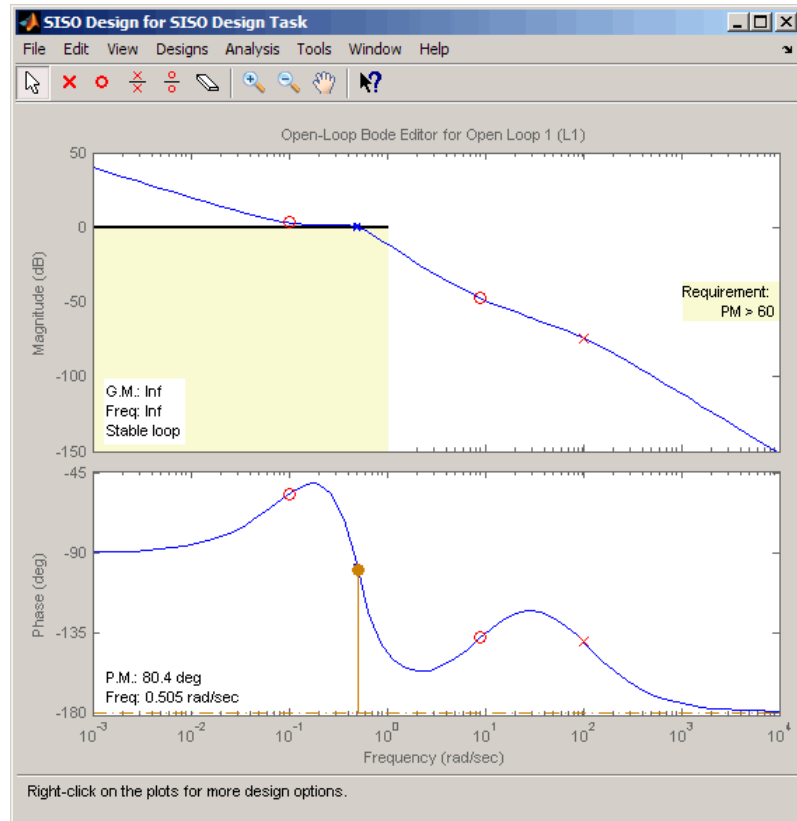 SISO Design for SISO Design Task
File Edit View Designs Analysis Tools Window Help
Open-Loop Bode Editor for Open Loop 1 (L1)
50
0
-50
-100
-150
Magnitude (dB)
Requirement:
PM > 60
G.M.: Inf
Freq: Inf
Stable loop
-45
-90
-135
-180
Phase (deg)
P.M.: 80.4 deg
Freq: 0.505 rad/sec
10^-3 10^-2 10^-1 10^0 10^1 10^2 10^3 10^4
Frequency (rad/sec)
Right-click on the plots for more design options.